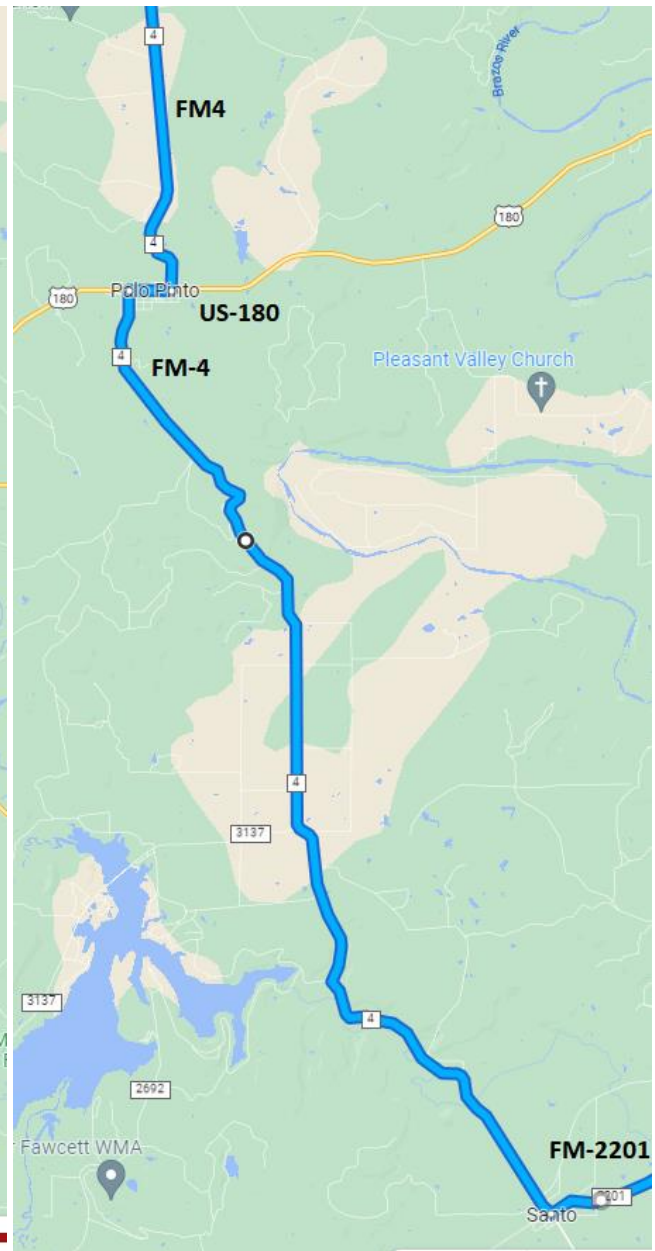 4
Brazos River
FM4
180
4
180
Palo Pinto
US-180
4
FM-4
Pleasant Valley Church
4
3137
3137
4
2692
Fawcett WMA
FM-2201
Santo